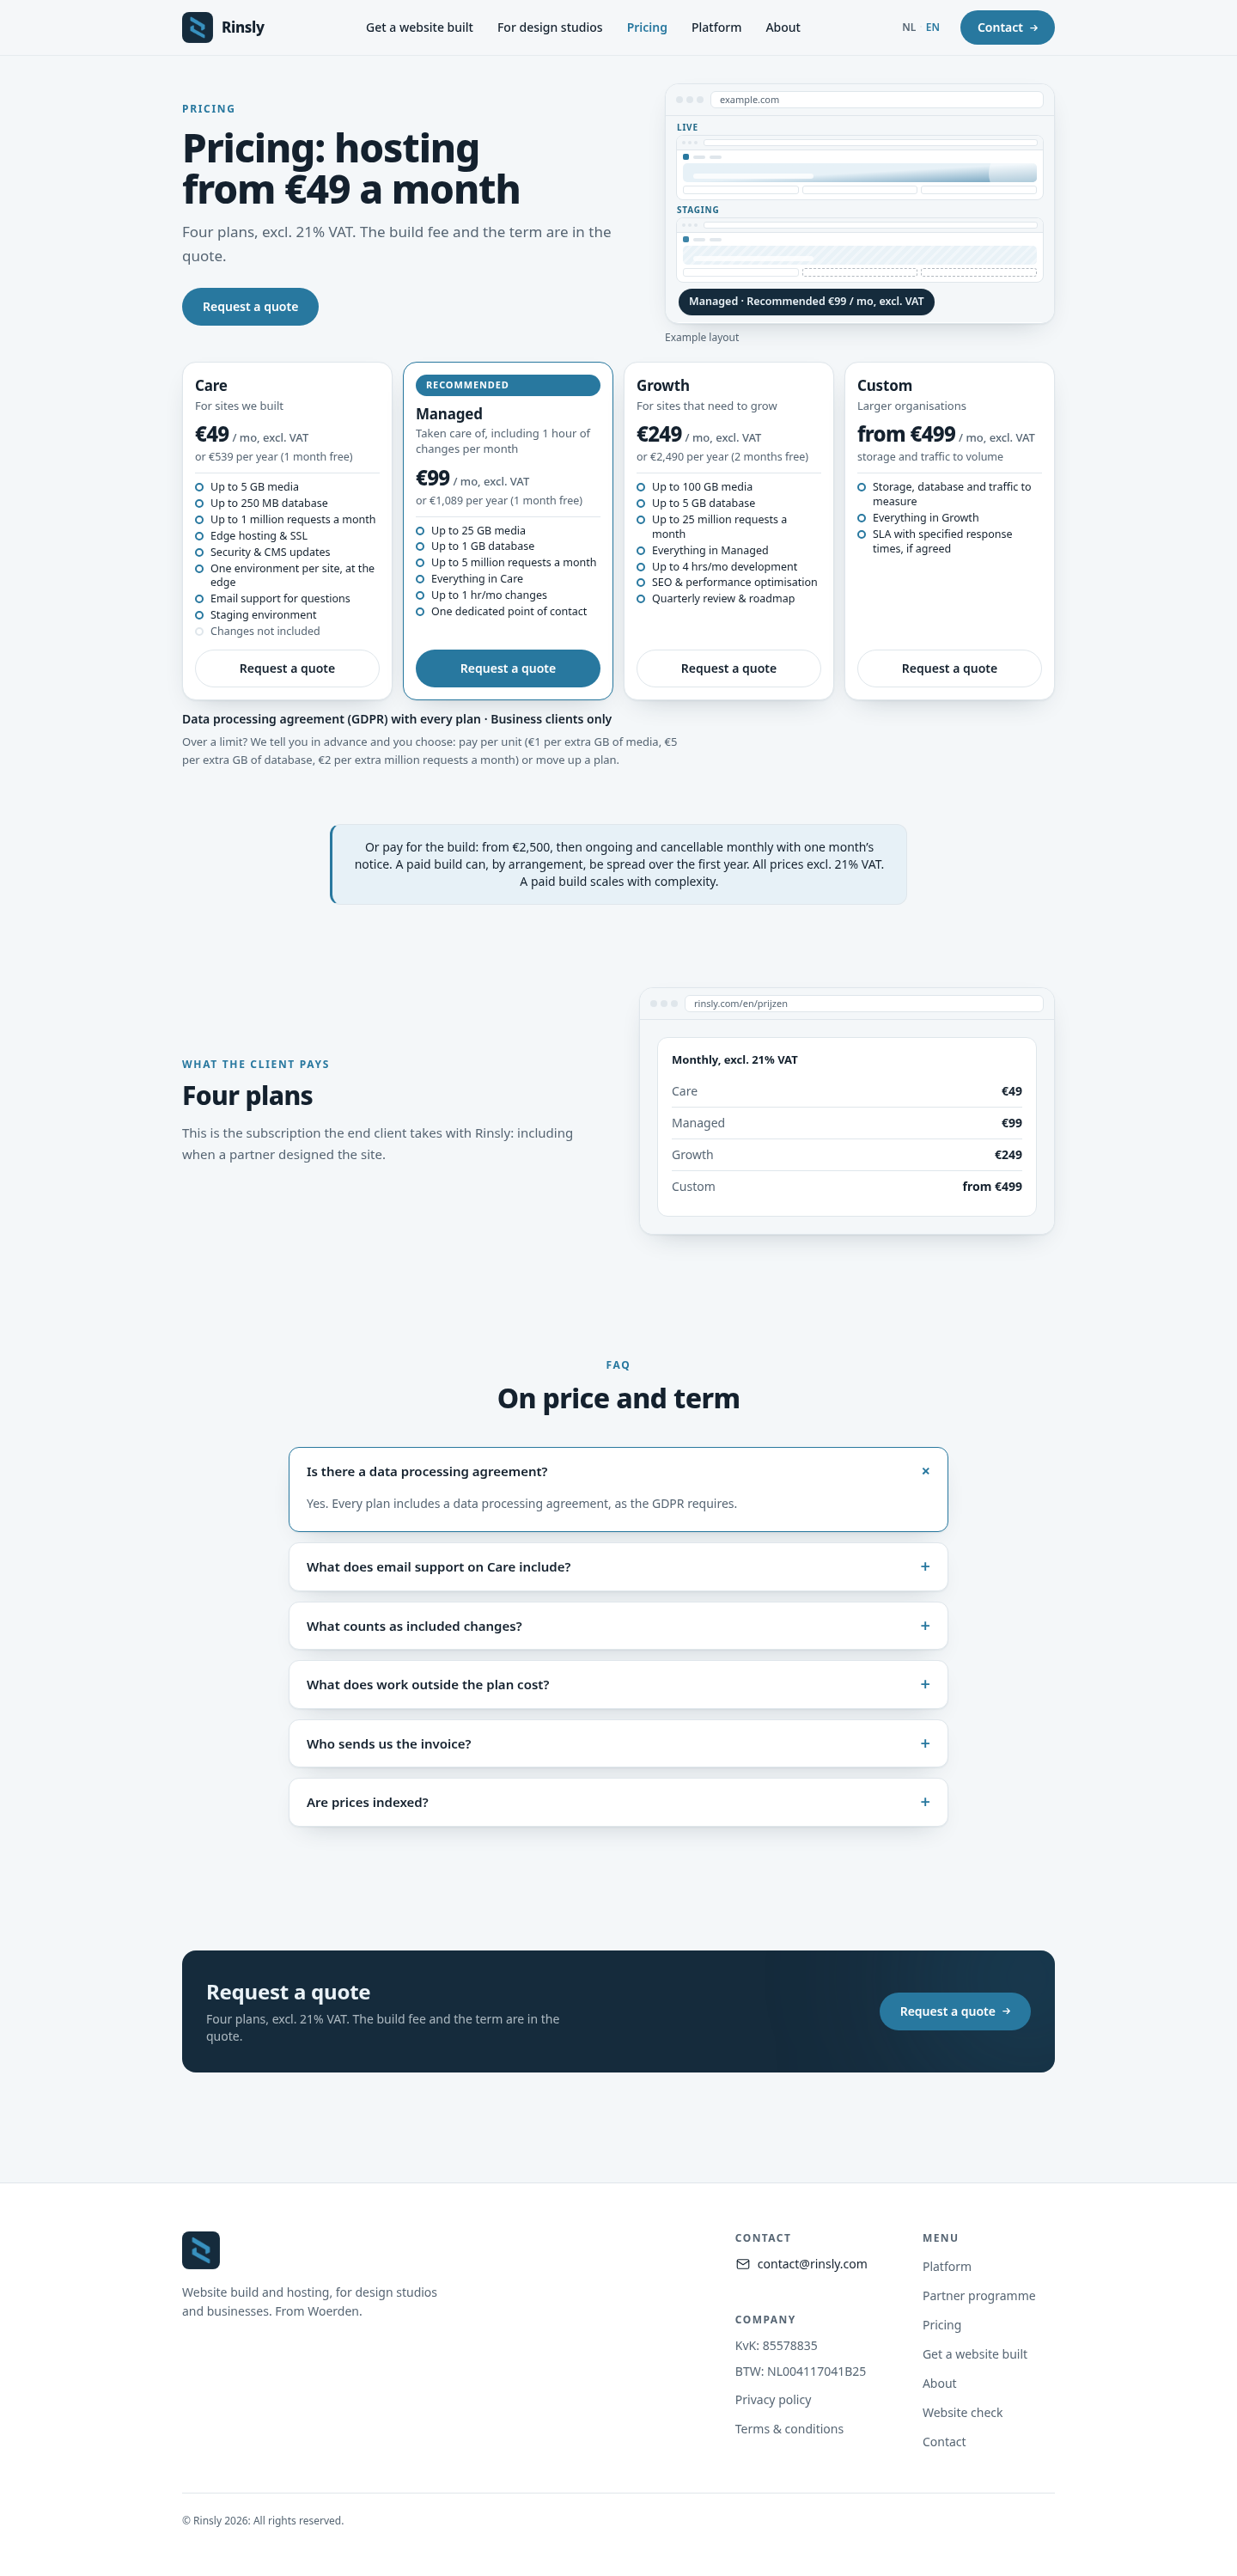 Rinsly
Get a website built
For design studios
Pricing
Platform
About
NL · EN
Contact →
PRICING
Pricing: hosting
from €49 a month
Four plans, excl. 21% VAT. The build fee and the term are in the
quote.
Request a quote
example.com
LIVE
STAGING
Managed · Recommended €99 / mo, excl. VAT
Example layout
Care
For sites we built
€49 / mo, excl. VAT
or €539 per year (1 month free)
Up to 5 GB media
Up to 250 MB database
Up to 1 million requests a month
Edge hosting & SSL
Security & CMS updates
One environment per site, at the
edge
Email support for questions
Staging environment
Changes not included
Request a quote
RECOMMENDED
Managed
Taken care of, including 1 hour of
changes per month
€99 / mo, excl. VAT
or €1,089 per year (1 month free)
Up to 25 GB media
Up to 1 GB database
Up to 5 million requests a month
Everything in Care
Up to 1 hr/mo changes
One dedicated point of contact
Request a quote
Growth
For sites that need to grow
€249 / mo, excl. VAT
or €2,490 per year (2 months free)
Up to 100 GB media
Up to 5 GB database
Up to 25 million requests a
month
Everything in Managed
Up to 4 hrs/mo development
SEO & performance optimisation
Quarterly review & roadmap
Request a quote
Custom
Larger organisations
from €499 / mo, excl. VAT
storage and traffic to volume
Storage, database and traffic to
measure
Everything in Growth
SLA with specified response
times, if agreed
Request a quote
Data processing agreement (GDPR) with every plan · Business clients only
Over a limit? We tell you in advance and you choose: pay per unit (€1 per extra GB of media, €5
per extra GB of database, €2 per extra million requests a month) or move up a plan.
Or pay for the build: from €2,500, then ongoing and cancellable monthly with one month’s
notice. A paid build can, by arrangement, be spread over the first year. All prices excl. 21% VAT.
A paid build scales with complexity.
WHAT THE CLIENT PAYS
Four plans
This is the subscription the end client takes with Rinsly: including
when a partner designed the site.
rinsly.com/en/prijzen
Monthly, excl. 21% VAT
Care €49
Managed €99
Growth €249
Custom from €499
FAQ
On price and term
Is there a data processing agreement? ×
Yes. Every plan includes a data processing agreement, as the GDPR requires.
What does email support on Care include? +
What counts as included changes? +
What does work outside the plan cost? +
Who sends us the invoice? +
Are prices indexed? +
Request a quote
Four plans, excl. 21% VAT. The build fee and the term are in the
quote.
Request a quote →
Website build and hosting, for design studios
and businesses. From Woerden.
CONTACT
contact@rinsly.com
COMPANY
KvK: 85578835
BTW: NL004117041B25
Privacy policy
Terms & conditions
MENU
Platform
Partner programme
Pricing
Get a website built
About
Website check
Contact
© Rinsly 2026: All rights reserved.